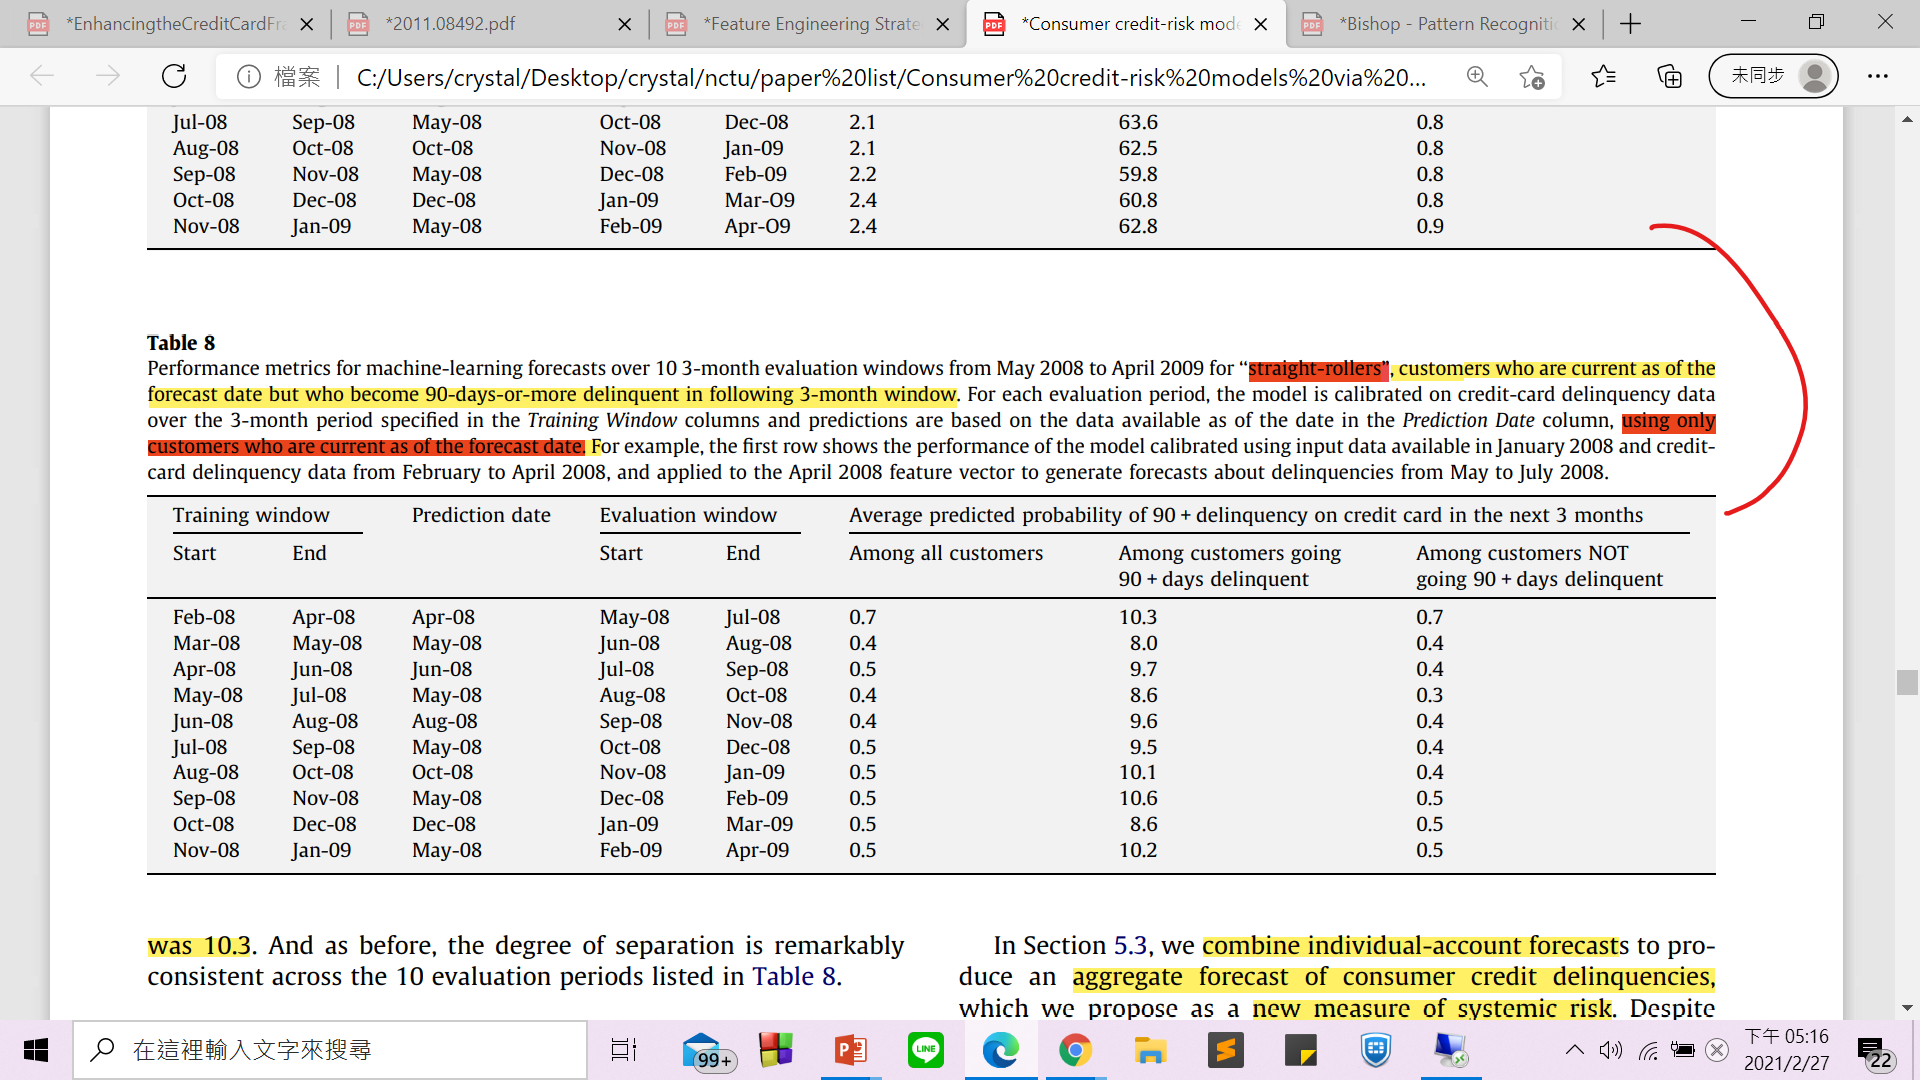 *EnhancingtheCreditCardFra
*2011.08492.pdf
*Feature Engineering Strate
*Consumer credit-risk mode
*Bishop - Pattern Recognitio
檔案
C:/Users/crystal/Desktop/crystal/nctu/paper%20list/Consumer%20credit-risk%20models%20via%20...
未同步
Jul-08 Sep-08 May-08 Oct-08 Dec-08 2.1 63.6 0.8
Aug-08 Oct-08 Oct-08 Nov-08 Jan-09 2.1 62.5 0.8
Sep-08 Nov-08 May-08 Dec-08 Feb-09 2.2 59.8 0.8
Oct-08 Dec-08 Dec-08 Jan-09 Mar-O9 2.4 60.8 0.8
Nov-08 Jan-09 May-08 Feb-09 Apr-O9 2.4 62.8 0.9
Table 8
Performance metrics for machine-learning forecasts over 10 3-month evaluation windows from May 2008 to April 2009 for “straight-rollers”, customers who are current as of the
forecast date but who become 90-days-or-more delinquent in following 3-month window. For each evaluation period, the model is calibrated on credit-card delinquency data
over the 3-month period specified in the Training Window columns and predictions are based on the data available as of the date in the Prediction Date column, using only
customers who are current as of the forecast date. For example, the first row shows the performance of the model calibrated using input data available in January 2008 and credit-
card delinquency data from February to April 2008, and applied to the April 2008 feature vector to generate forecasts about delinquencies from May to July 2008.
Training window Prediction date Evaluation window Average predicted probability of 90 + delinquency on credit card in the next 3 months
Start End Start End Among all customers Among customers going Among customers NOT
90 + days delinquent going 90 + days delinquent
Feb-08 Apr-08 Apr-08 May-08 Jul-08 0.7 10.3 0.7
Mar-08 May-08 May-08 Jun-08 Aug-08 0.4 8.0 0.4
Apr-08 Jun-08 Jun-08 Jul-08 Sep-08 0.5 9.7 0.4
May-08 Jul-08 May-08 Aug-08 Oct-08 0.4 8.6 0.3
Jun-08 Aug-08 Aug-08 Sep-08 Nov-08 0.4 9.6 0.4
Jul-08 Sep-08 May-08 Oct-08 Dec-08 0.5 9.5 0.4
Aug-08 Oct-08 Oct-08 Nov-08 Jan-09 0.5 10.1 0.4
Sep-08 Nov-08 May-08 Dec-08 Feb-09 0.5 10.6 0.5
Oct-08 Dec-08 Dec-08 Jan-09 Mar-09 0.5 8.6 0.5
Nov-08 Jan-09 May-08 Feb-09 Apr-09 0.5 10.2 0.5
was 10.3. And as before, the degree of separation is remarkably
consistent across the 10 evaluation periods listed in Table 8.
In Section 5.3, we combine individual-account forecasts to pro-
duce an aggregate forecast of consumer credit delinquencies,
which we propose as a new measure of systemic risk. Despite
在這裡輸入文字來搜尋
99+
LINE
下午 05:16
2021/2/27
22